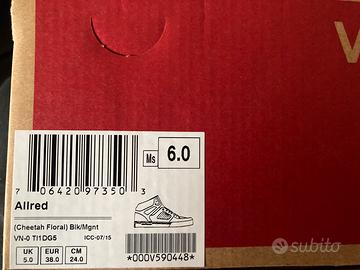 V
Ms 6.0
7 06420 97350 3
Allred
(Cheetah Floral) Blk/Mgnt
VN-0 TI1DG5 ICC-07/15
UK EUR CM
5.0 38.0 24.0
*000V590448*
subito